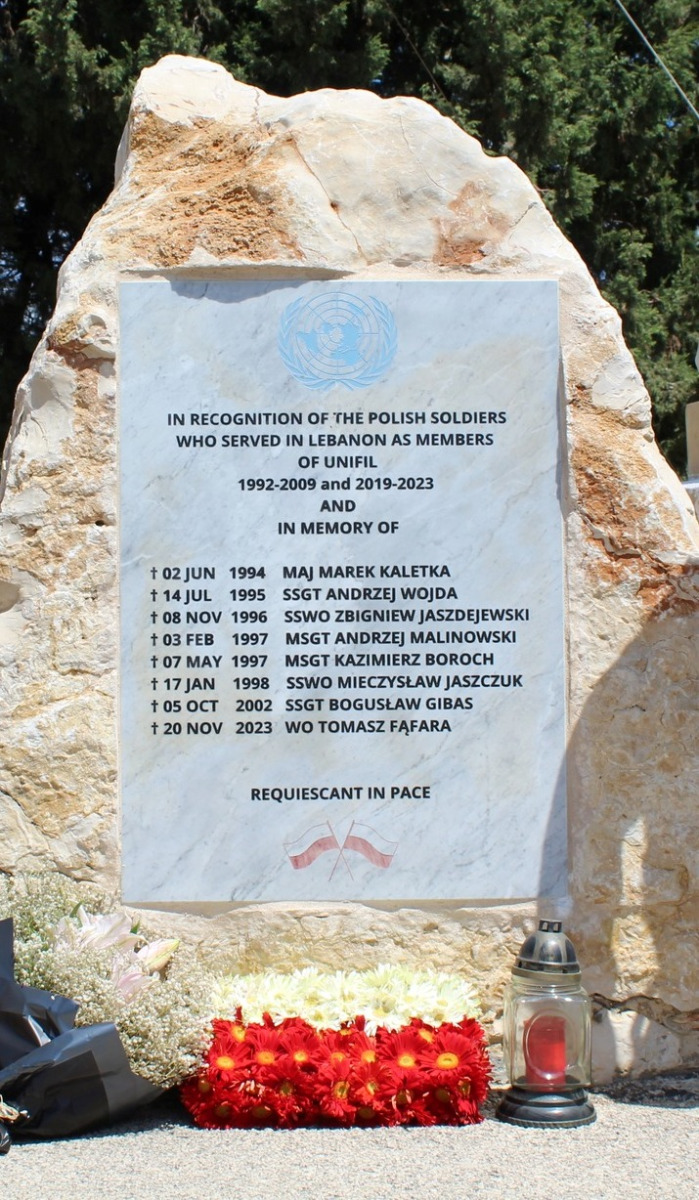 IN RECOGNITION OF THE POLISH SOLDIERS
WHO SERVED IN LEBANON AS MEMBERS
OF UNIFIL
1992-2009 and 2019-2023
AND
IN MEMORY OF
† 02 JUN 1994 MAJ MAREK KALETKA
† 14 JUL 1995 SSGT ANDRZEJ WOJDA
† 08 NOV 1996 SSWO ZBIGNIEW JASZDEJEWSKI
† 03 FEB 1997 MSGT ANDRZEJ MALINOWSKI
† 07 MAY 1997 MSGT KAZIMIERZ BOROCH
† 17 JAN 1998 SSWO MIECZYSŁAW JASZCZUK
† 05 OCT 2002 SSGT BOGUSŁAW GIBAS
† 20 NOV 2023 WO TOMASZ FĄFARA
REQUIESCANT IN PACE